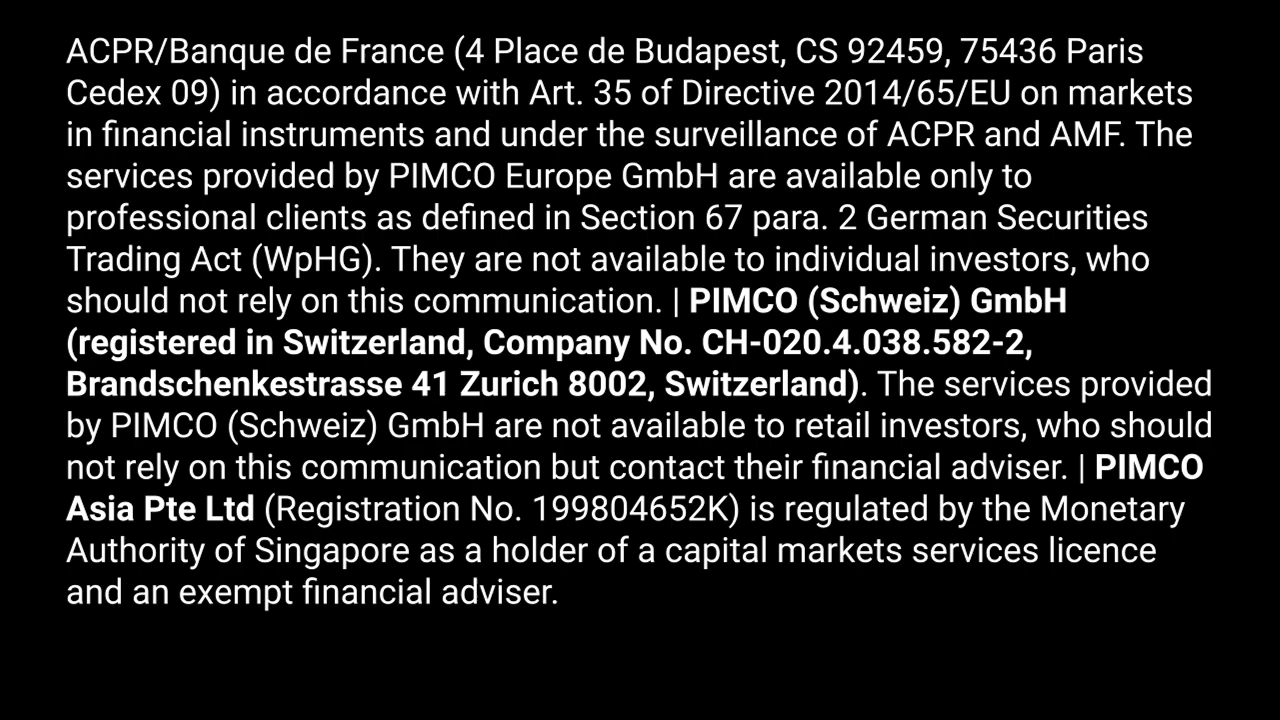 ACPR/Banque de France (4 Place de Budapest, CS 92459, 75436 Paris
Cedex 09) in accordance with Art. 35 of Directive 2014/65/EU on markets
in financial instruments and under the surveillance of ACPR and AMF. The
services provided by PIMCO Europe GmbH are available only to
professional clients as defined in Section 67 para. 2 German Securities
Trading Act (WpHG). They are not available to individual investors, who
should not rely on this communication. | PIMCO (Schweiz) GmbH
(registered in Switzerland, Company No. CH-020.4.038.582-2,
Brandschenkestrasse 41 Zurich 8002, Switzerland). The services provided
by PIMCO (Schweiz) GmbH are not available to retail investors, who should
not rely on this communication but contact their financial adviser. | PIMCO
Asia Pte Ltd (Registration No. 199804652K) is regulated by the Monetary
Authority of Singapore as a holder of a capital markets services licence
and an exempt financial adviser.